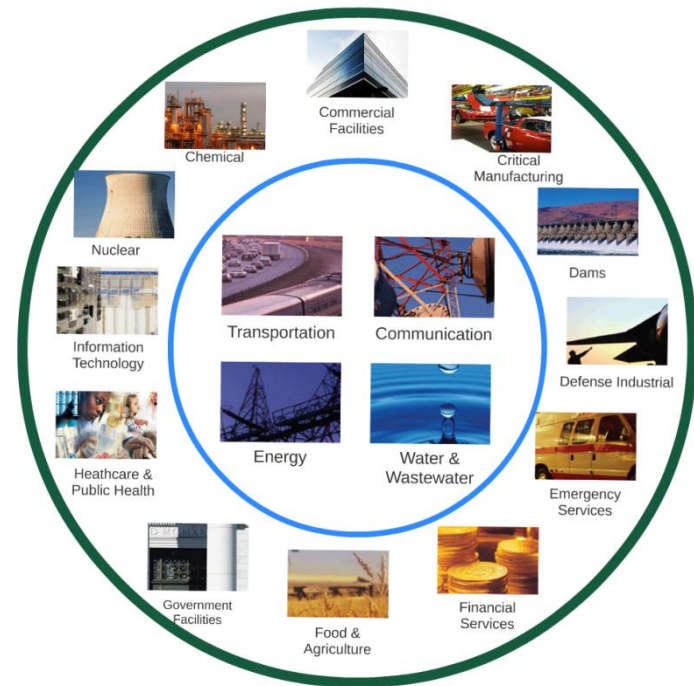 Commercial
Facilities
Chemical
Critical
Manufacturing
Nuclear
Dams
Transportation
Communication
Information
Technology
Defense Industrial
Energy
Water &
Wastewater
Heathcare &
Public Health
Emergency
Services
Government
Facilities
Food &
Agriculture
Financial
Services